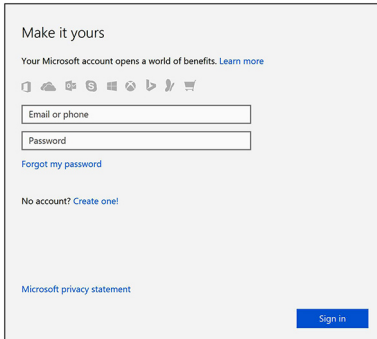 Make it yours
Your Microsoft account opens a world of benefits. Learn more
Email or phone
Password
Forgot my password
No account? Create one!
Microsoft privacy statement
Sign in